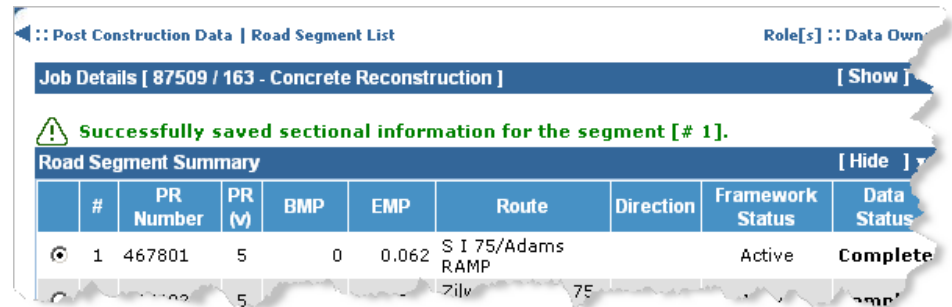 :: Post Construction Data | Road Segment List Role[s] :: Data Own
Job Details [ 87509 / 163 - Concrete Reconstruction ] [ Show ]
Successfully saved sectional information for the segment [# 1].
Road Segment Summary [ Hide ]
# PR Number PR (v) BMP EMP Route Direction Framework Status Data Status
1 467801 5 0 0.062 S I 75/Adams RAMP Active Complete
5 75